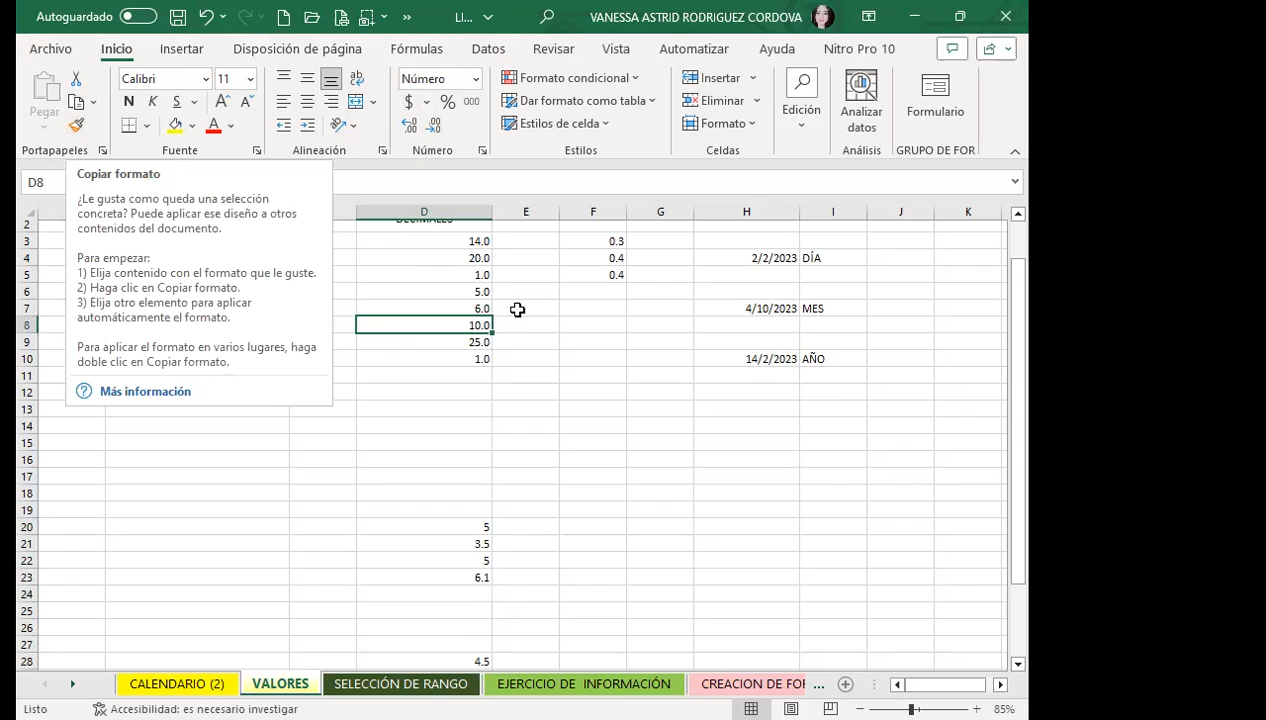 Autoguardado
LI...
VANESSA ASTRID RODRIGUEZ CORDOVA
Archivo Inicio Insertar Disposición de página Fórmulas Datos Revisar Vista Automatizar Ayuda Nitro Pro 10
Pegar
Portapapeles
Calibri 11
N K S A A
A
Fuente
ab
Alineación
Número
$ % 000
Número
Formato condicional
Dar formato como tabla
Estilos de celda
Estilos
Insertar
Eliminar
Formato
Celdas
Edición
Analizar
datos
Análisis
Formulario
GRUPO DE FOR
D8
Copiar formato
¿Le gusta como queda una selección
concreta? Puede aplicar ese diseño a otros
contenidos del documento.
Para empezar:
1) Elija contenido con el formato que le guste.
2) Haga clic en Copiar formato.
3) Elija otro elemento para aplicar
automáticamente el formato.
Para aplicar el formato en varios lugares, haga
doble clic en Copiar formato.
Más información
D E F G H I J K
2 DECIMALES
3 14.0 0.3
4 20.0 0.4 2/2/2023 DÍA
5 1.0 0.4
6 5.0
7 6.0 4/10/2023 MES
8 10.0
9 25.0
10 1.0 14/2/2023 AÑO
11
12
13
14
15
16
17
18
19
20 5
21 3.5
22 5
23 6.1
24
25
26
27
28 4.5
CALENDARIO (2) VALORES SELECCIÓN DE RANGO EJERCICIO DE INFORMACIÓN CREACION DE FOR ...
Listo Accesibilidad: es necesario investigar 85%